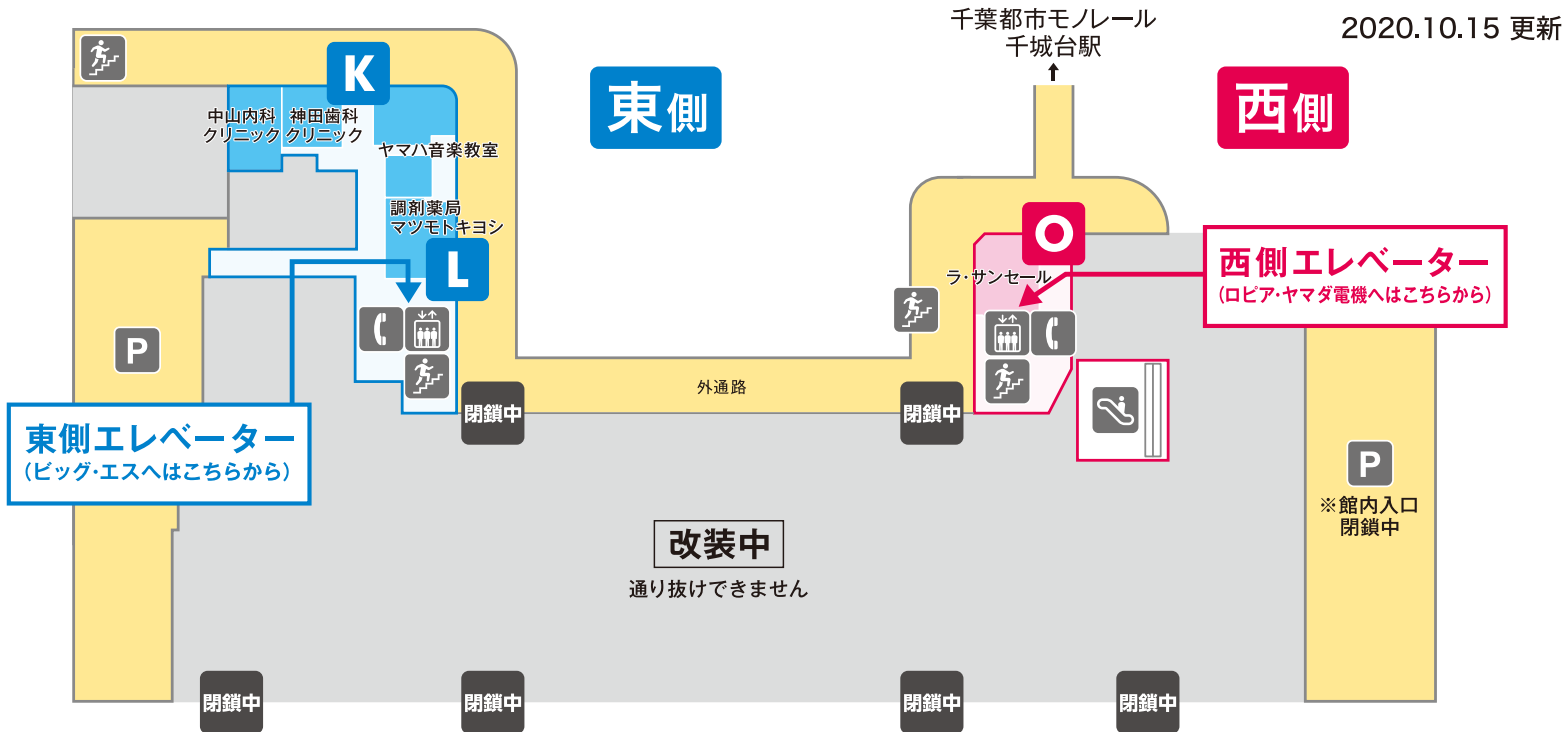 千葉都市モノレール
千城台駅
2020.10.15 更新
K
東側
西側
中山内科
クリニック
神田歯科
クリニック
ヤマハ音楽教室
調剤薬局
マツモトキヨシ
L
O
ラ・サンセール
西側エレベーター
(ロピア・ヤマダ電機へはこちらから)
P
外通路
閉鎖中
閉鎖中
東側エレベーター
(ビッグ・エスへはこちらから)
P
※館内入口
閉鎖中
改装中
通り抜けできません
閉鎖中
閉鎖中
閉鎖中
閉鎖中